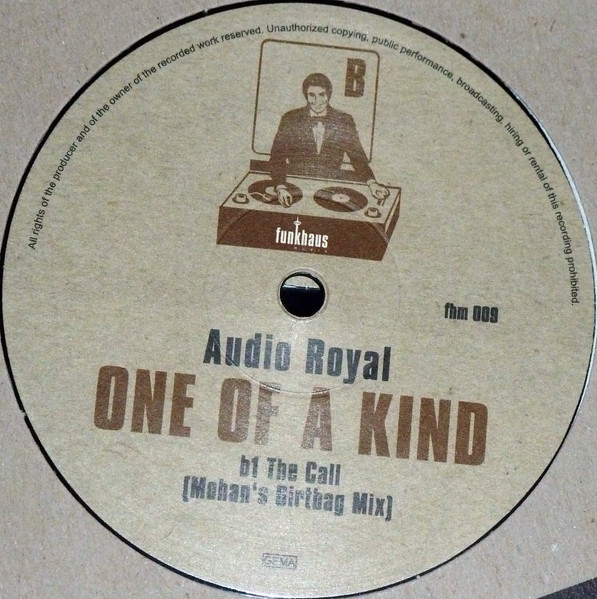 All rights of the producer and of the owner of the recorded work reserved. Unauthorized copying, public performance, broadcasting, hiring or rental of this recording prohibited.
B
funkhaus
MUSIC
fhm 009
Audio Royal
ONE OF A KIND
b1 The Call
(Mohan's Dirtbag Mix)
GEMA